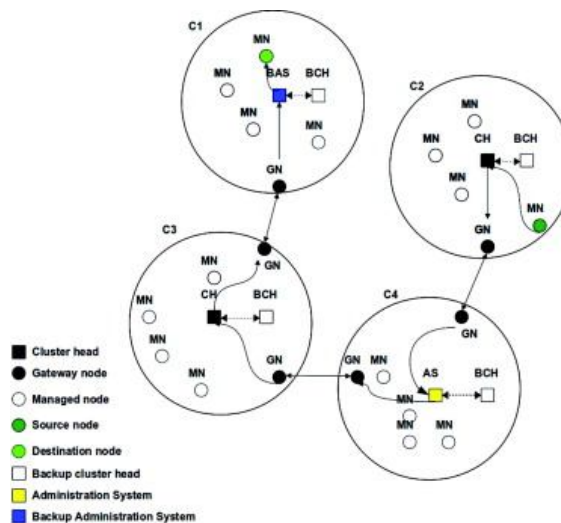 C1
MN
BAS
BCH
MN
MN
MN
GN
C2
MN
CH
BCH
MN
MN
MN
GN
C3
GN
MN
CH
BCH
MN
MN
MN
GN
C4
GN
GN
MN
AS
BCH
MN
MN
MN
Cluster head
Gateway node
Managed node
Source node
Destination node
Backup cluster head
Administration System
Backup Administration System